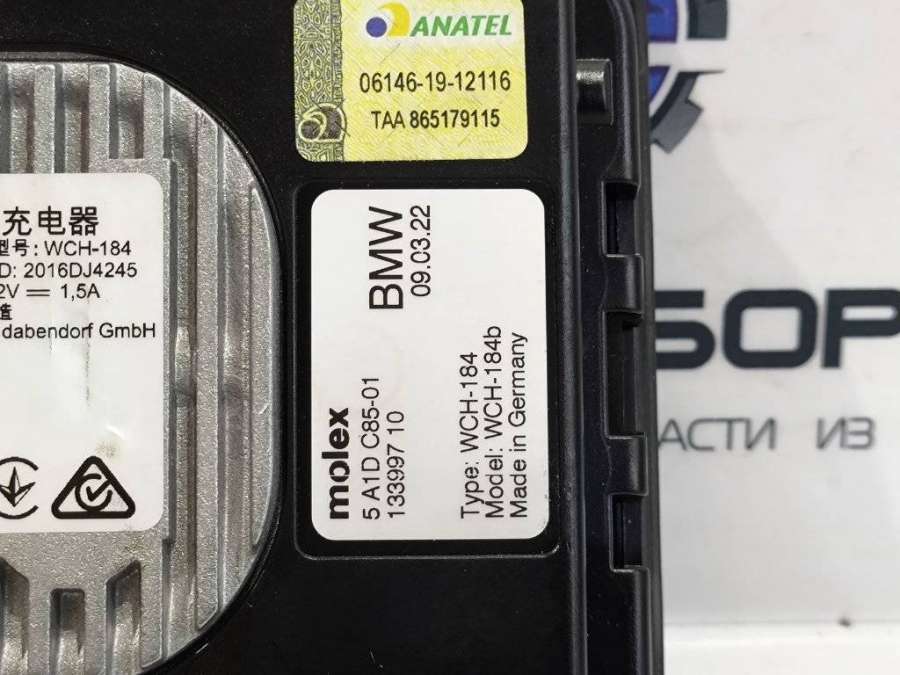 ANATEL
06146-19-12116
TAA 865179115
充电器
型号: WCH-184
D: 2016DJ4245
2V ⎓ 1,5A
造
dabendorf GmbH
BMW
09.03.22
molex
5 A1D C85-01
133997 10
Type: WCH-184
Model: WCH-184b
Made in Germany
БОР
АСТИ ИЗ